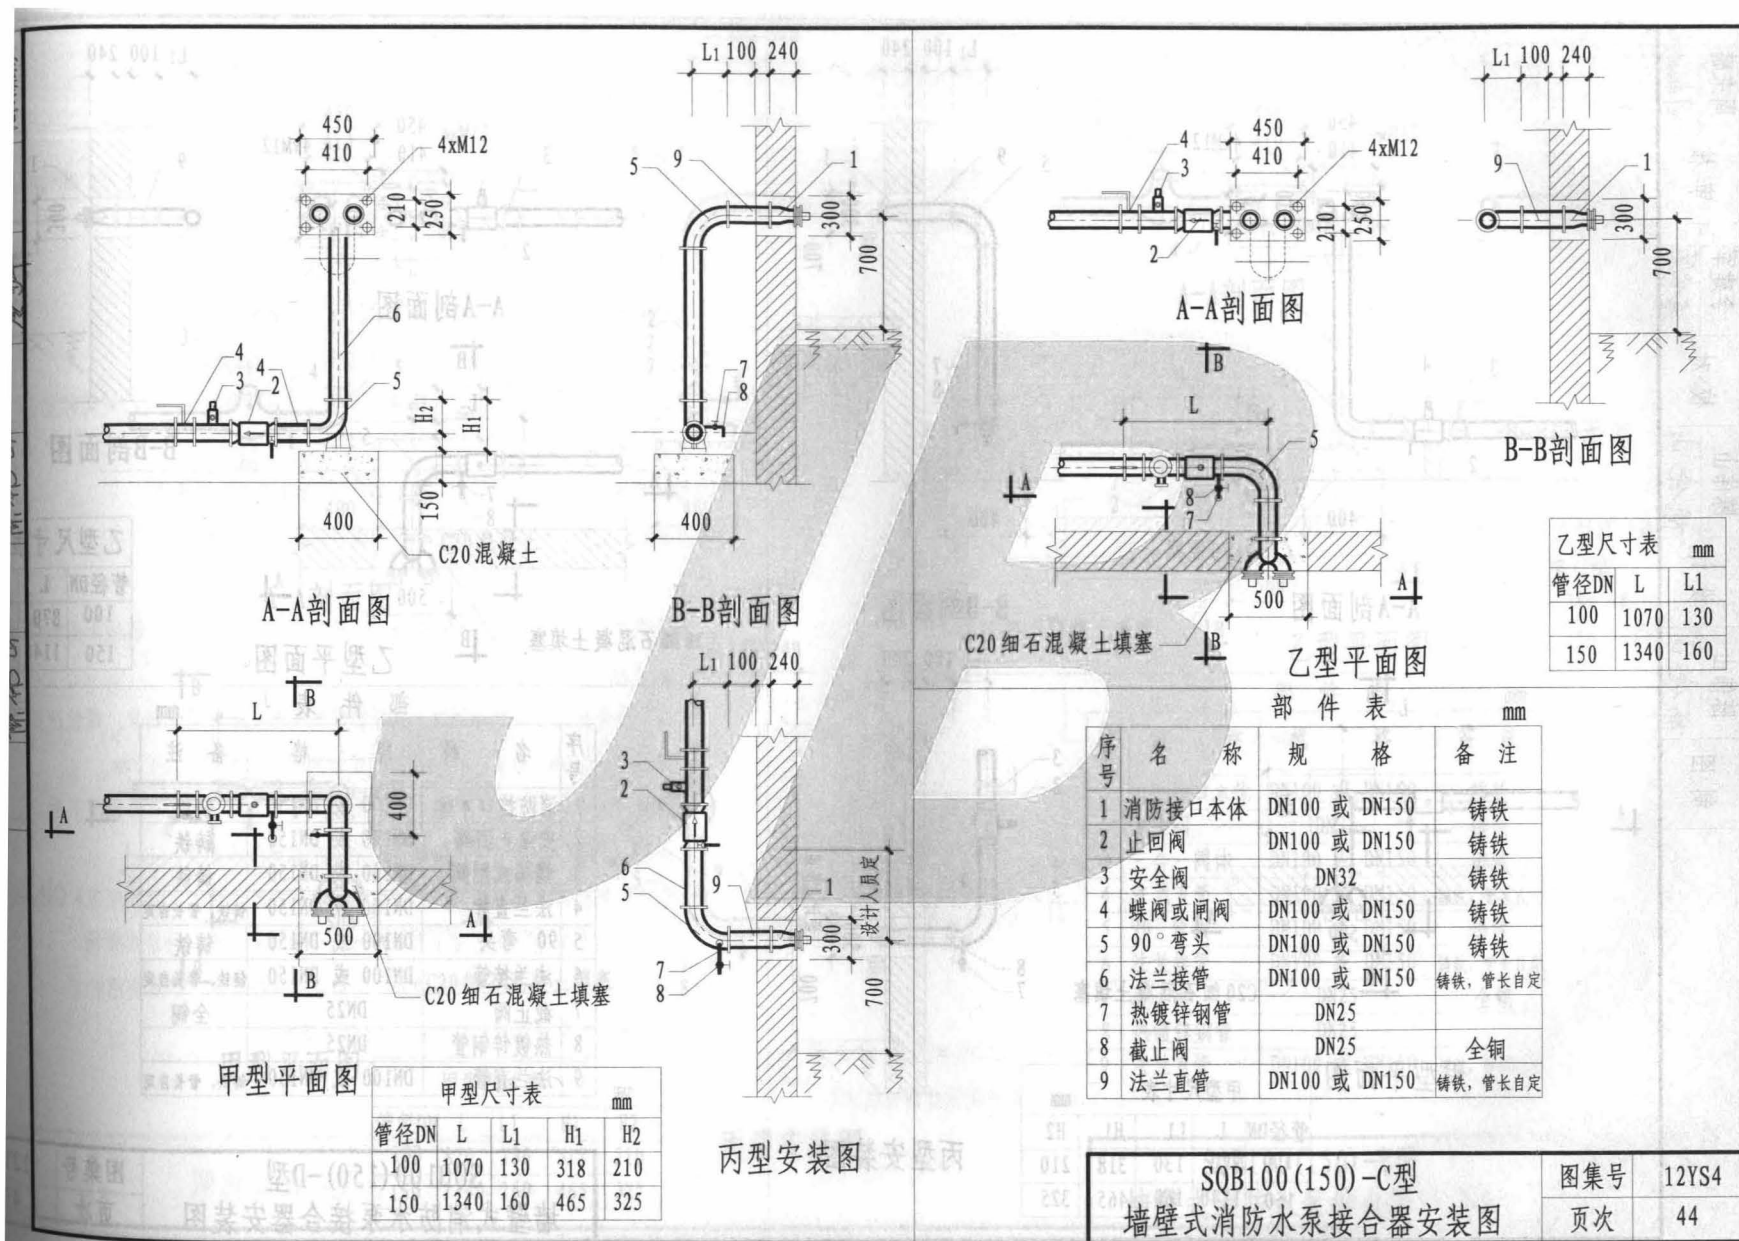 L1 100 240
450
410
4xM12
210
250
6
4
3
4
2
5
H2
H1
150
400
C20混凝土
A-A剖面图
5
9
1
300
700
7
8
400
B-B剖面图
L1 100 240
450
410
4xM12
4
3
2
210
250
A-A剖面图
9
1
300
700
B-B剖面图
B
L
5
A
8
7
500
A
C20细石混凝土填塞
B
乙型平面图
乙型尺寸表 mm
管径DN L L1
100 1070 130
150 1340 160
B
L
400
A
A
500
B
C20细石混凝土填塞
甲型平面图
甲型尺寸表 mm
管径DN L L1 H1 H2
100 1070 130 318 210
150 1340 160 465 325
L1 100 240
3
2
6
5
9
1
300
设计人员定
700
7
8
丙型安装图
部件表 mm
序号 名称 规格 备注
1 消防接口本体 DN100 或 DN150 铸铁
2 止回阀 DN100 或 DN150 铸铁
3 安全阀 DN32 铸铁
4 蝶阀或闸阀 DN100 或 DN150 铸铁
5 90°弯头 DN100 或 DN150 铸铁
6 法兰接管 DN100 或 DN150 铸铁，管长自定
7 热镀锌钢管 DN25
8 截止阀 DN25 全铜
9 法兰直管 DN100 或 DN150 铸铁，管长自定
SQB100(150)-C型
墙壁式消防水泵接合器安装图
图集号 12YS4
页次 44